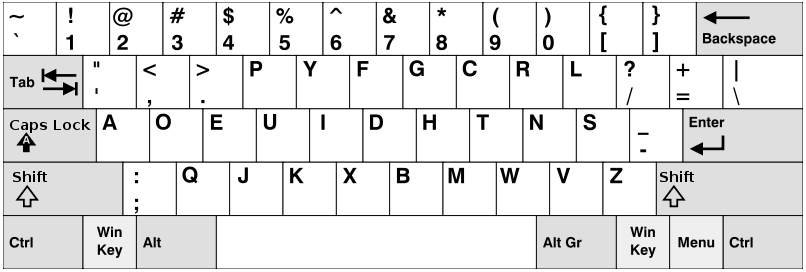 ~ ! @ # $ % ^ & * ( ) { }
` 1 2 3 4 5 6 7 8 9 0 [ ] Backspace
Tab " < > P Y F G C R L ? + |
' , . / = \
Caps Lock A O E U I D H T N S _ Enter
A -
Shift : Q J K X B M W V Z Shift
;
Ctrl Win Key Alt Alt Gr Win Key Menu Ctrl